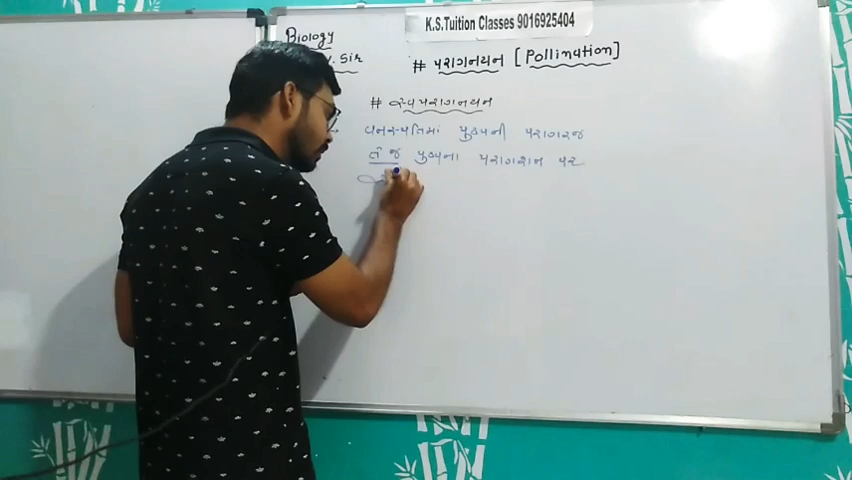 K.S.Tuition Classes 9016925404
Biology
. Sir
# પરાગનયન [Pollination]
# સ્વપરાગનયન
વનસ્પતિમાં પુષ્પની પરાગરજ
તે જ પુષ્પના પરાગાસન પર